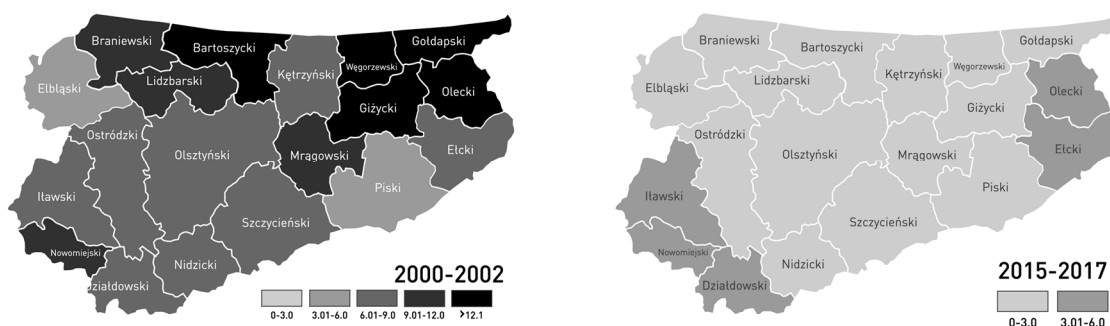 Braniewski
Bartoszycki
Gołdapski
Węgorzewski
Kętrzyński
Lidzbarski
Elbląski
Olecki
Giżycki
Ostródzki
Olsztyński
Mrągowski
Ełcki
Piski
Iławski
Szczycieński
Nowomiejski
Nidzicki
Działdowski
2000-2002
0-3.0 3.01-6.0 6.01-9.0 9.01-12.0 >12.1
Braniewski
Bartoszycki
Gołdapski
Węgorzewski
Kętrzyński
Lidzbarski
Elbląski
Olecki
Giżycki
Ostródzki
Olsztyński
Mrągowski
Ełcki
Piski
Iławski
Szczycieński
Nowomiejski
Nidzicki
Działdowski
2015-2017
0-3.0 3.01-6.0